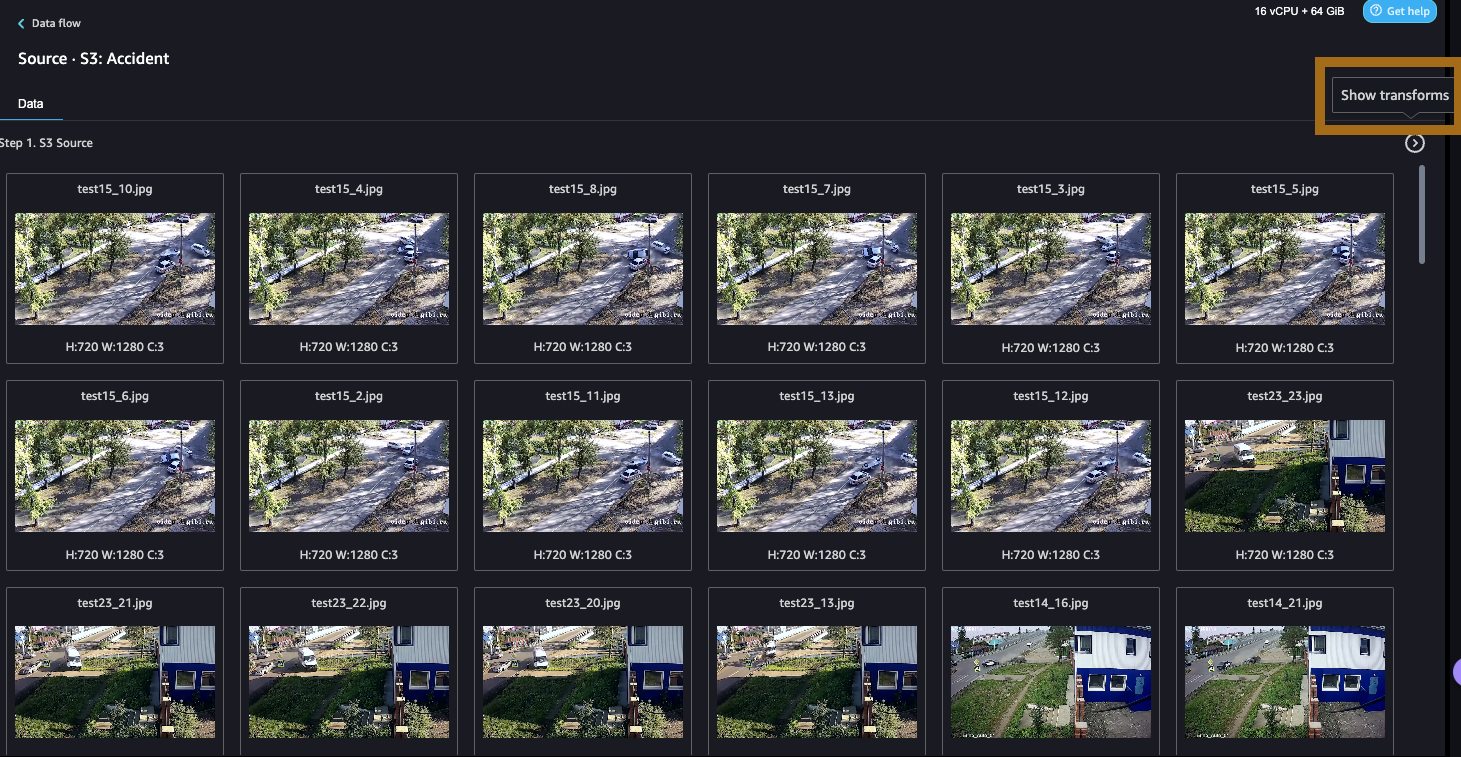 Data flow
16 vCPU + 64 GiB
Get help
Source · S3: Accident
Show transforms
Data
Step 1. S3 Source
test15_10.jpg
test15_4.jpg
test15_8.jpg
test15_7.jpg
test15_3.jpg
test15_5.jpg
H:720 W:1280 C:3
H:720 W:1280 C:3
H:720 W:1280 C:3
H:720 W:1280 C:3
H:720 W:1280 C:3
H:720 W:1280 C:3
test15_6.jpg
test15_2.jpg
test15_11.jpg
test15_13.jpg
test15_12.jpg
test23_23.jpg
H:720 W:1280 C:3
H:720 W:1280 C:3
H:720 W:1280 C:3
H:720 W:1280 C:3
H:720 W:1280 C:3
H:720 W:1280 C:3
test23_21.jpg
test23_22.jpg
test23_20.jpg
test23_13.jpg
test14_16.jpg
test14_21.jpg